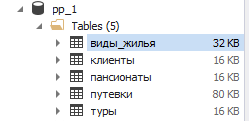 pp_1
Tables (5)
виды_жилья 32 KB
клиенты 16 KB
пансионаты 16 KB
путевки 80 KB
туры 16 KB